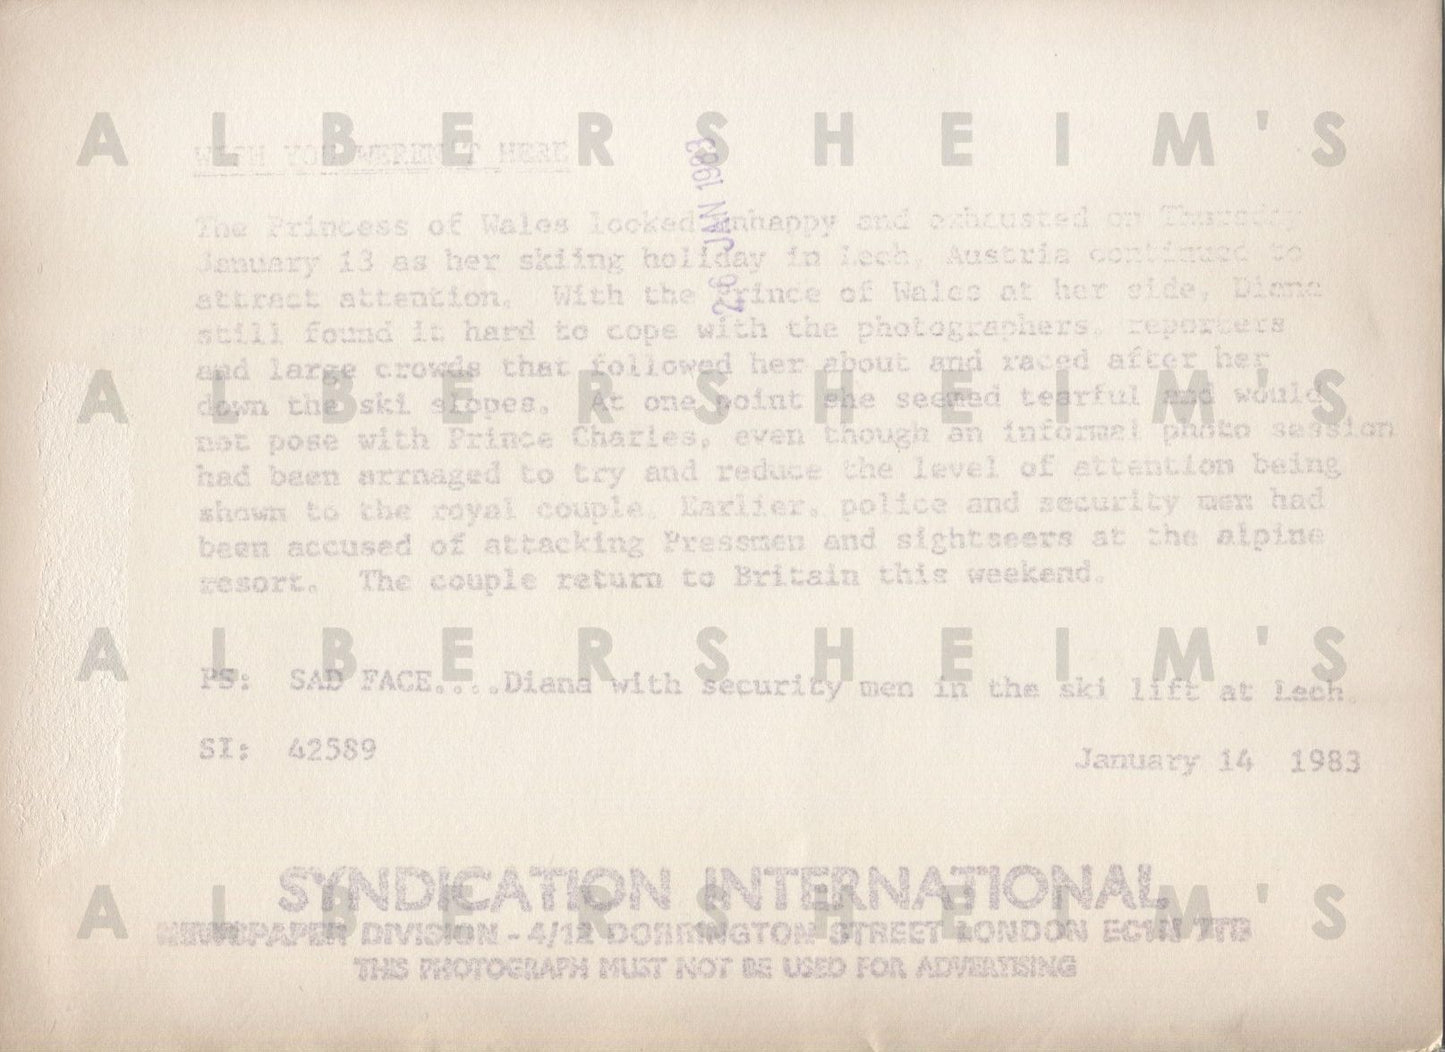 ALBERSHEIM'S
WISH YOU WEREN'T HERE
26 JAN 1983
The Princess of Wales looked unhappy and exhausted on Thursday
January 13 as her skiing holiday in Lech, Austria continued to
attract attention. With the Prince of Wales at her side, Diana
still found it hard to cope with the photographers, reporters
and large crowds that followed her about and raced after her
ALBERSHEIM'S
down the ski slopes. At one point she seemed tearful and would
not pose with Prince Charles, even though an informal photo session
had been arrnaged to try and reduce the level of attention being
shown to the royal couple. Earlier, police and security men had
been accused of attacking Pressmen and sightseers at the alpine
resort. The couple return to Britain this weekend.
ALBERSHEIM'S
PS: SAD FACE....Diana with security men in the ski lift at Lech.
SI: 42589
January 14 1983
SYNDICATION INTERNATIONAL
ALBERSHEIM'S
NEWSPAPER DIVISION - 4/12 DORRINGTON STREET LONDON EC1N 7TB
THIS PHOTOGRAPH MUST NOT BE USED FOR ADVERTISING